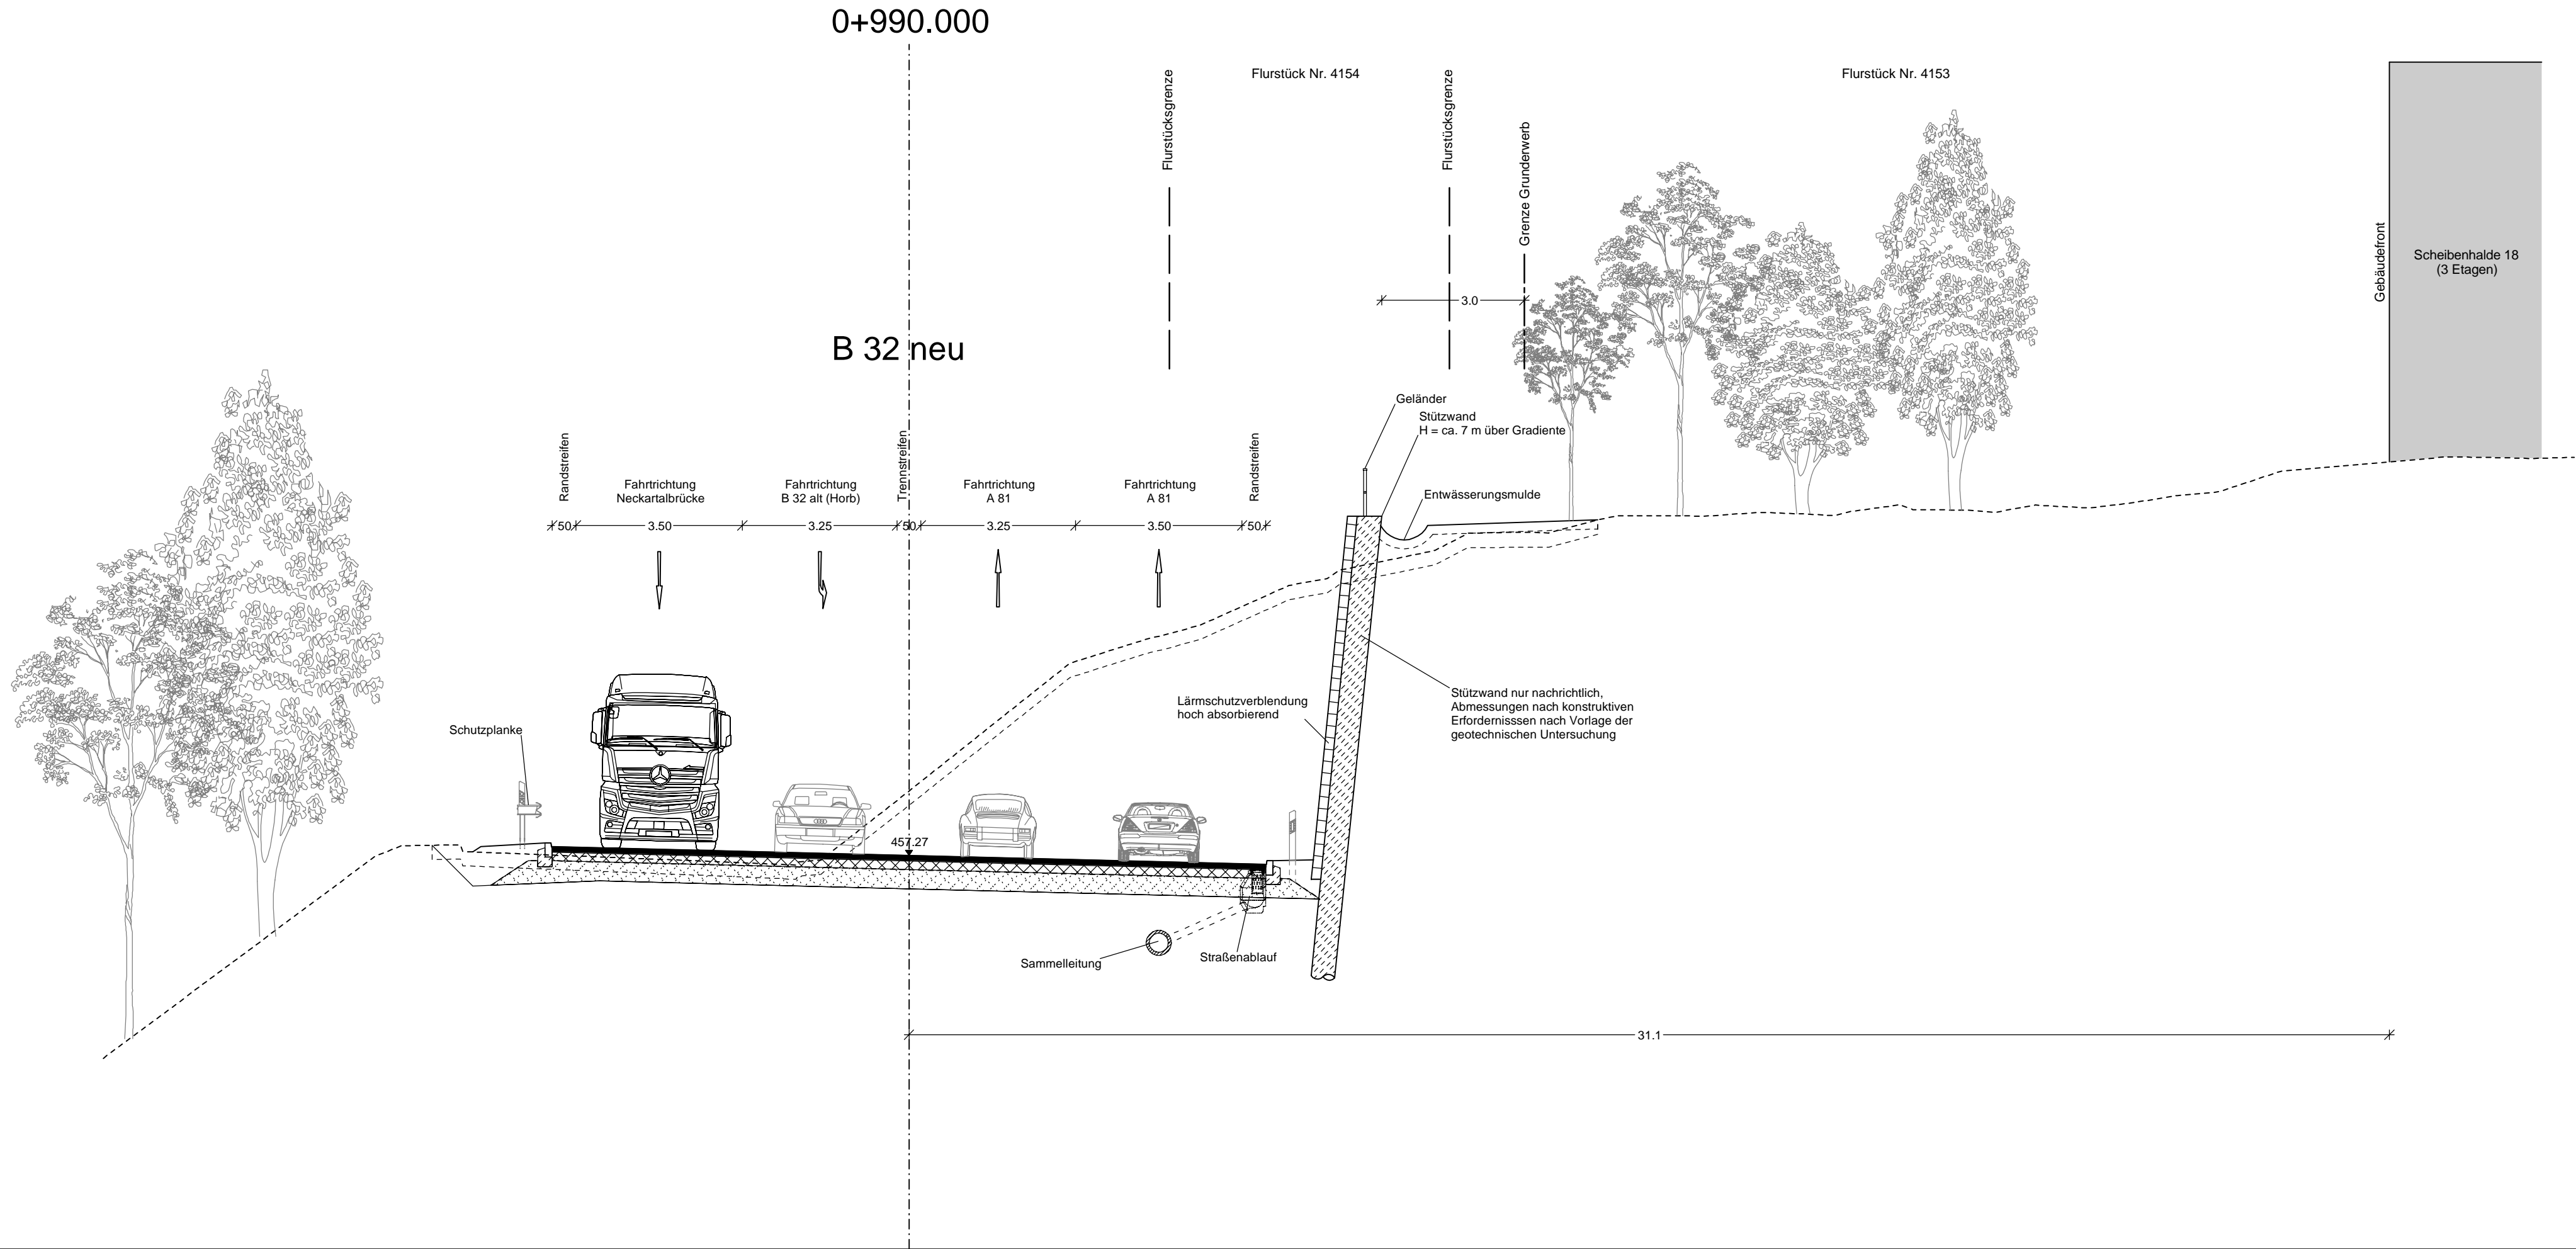 0+990.000
Flurstück Nr. 4154
Flurstück Nr. 4153
Flurstücksgrenze
Flurstücksgrenze
Grenze Grunderwerb
Gebäudefront
Scheibenhalde 18
(3 Etagen)
3.0
B 32 neu
Geländer
Stützwand
H = ca. 7 m über Gradiente
Randstreifen
Fahrtrichtung
Neckartalbrücke
Fahrtrichtung
B 32 alt (Horb)
Trennstreifen
Fahrtrichtung
A 81
Fahrtrichtung
A 81
Randstreifen
Entwässerungsmulde
50
3.50
3.25
50
3.25
3.50
50
Lärmschutzverblendung
hoch absorbierend
Stützwand nur nachrichtlich,
Abmessungen nach konstruktiven
Erfordernisssen nach Vorlage der
geotechnischen Untersuchung
Schutzplanke
457.27
Sammelleitung
Straßenablauf
31.1